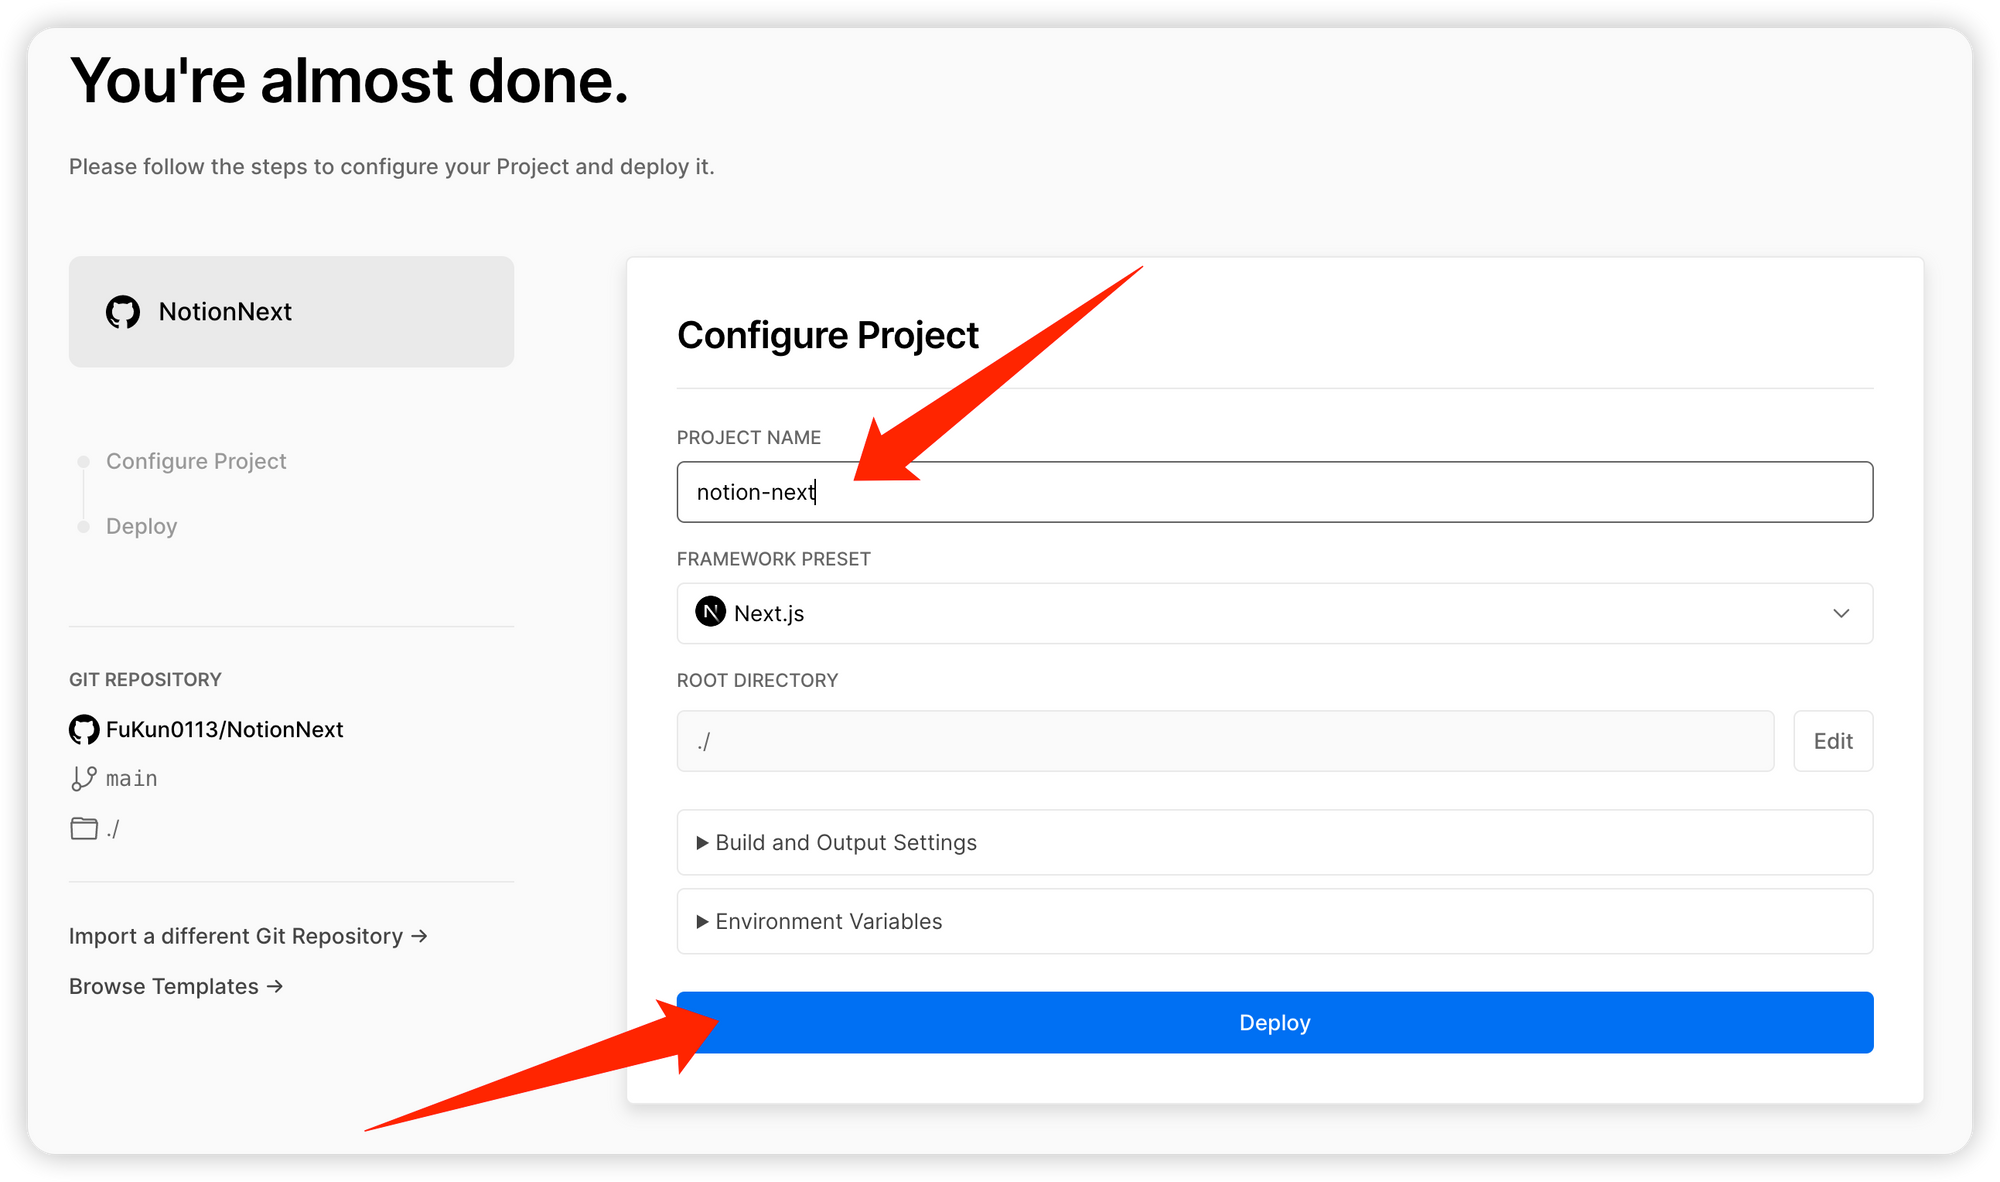 You're almost done.
Please follow the steps to configure your Project and deploy it.
NotionNext
Configure Project
Deploy
GIT REPOSITORY
FuKun0113/NotionNext
main
./
Import a different Git Repository →
Browse Templates →
Configure Project
PROJECT NAME
notion-next
FRAMEWORK PRESET
N Next.js
ROOT DIRECTORY
./
Edit
Build and Output Settings
Environment Variables
Deploy